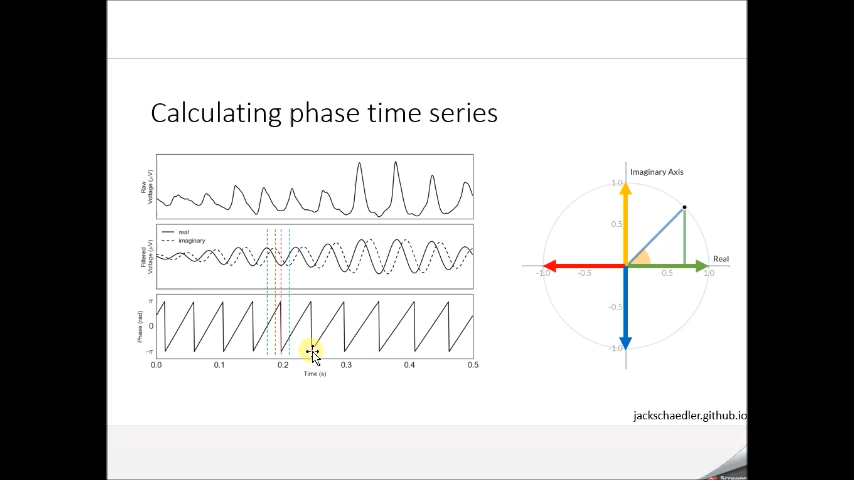 Calculating phase time series
Raw
Voltage (μV)
real
imaginary
Filtered
Voltage (μV)
Phase (rad)
π
0
-π
0.0 0.1 0.2 0.3 0.4 0.5
Time (s)
Imaginary Axis
1.0
0.5
Real
-1.0 -0.5 0.5 1.0
-0.5
-1.0
jackschaedler.github.io